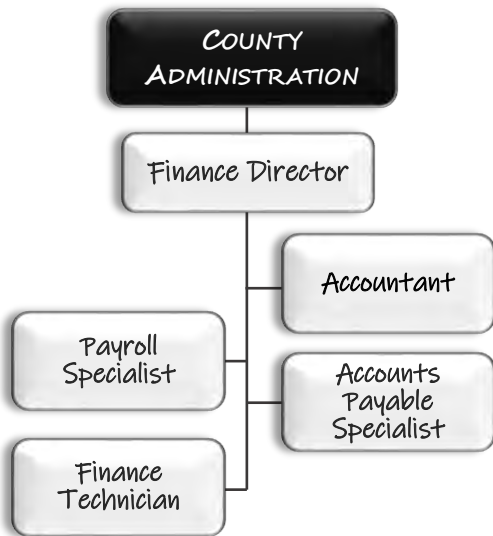 COUNTY
ADMINISTRATION
Finance Director
Accountant
Payroll
Specialist
Accounts
Payable
Specialist
Finance
Technician